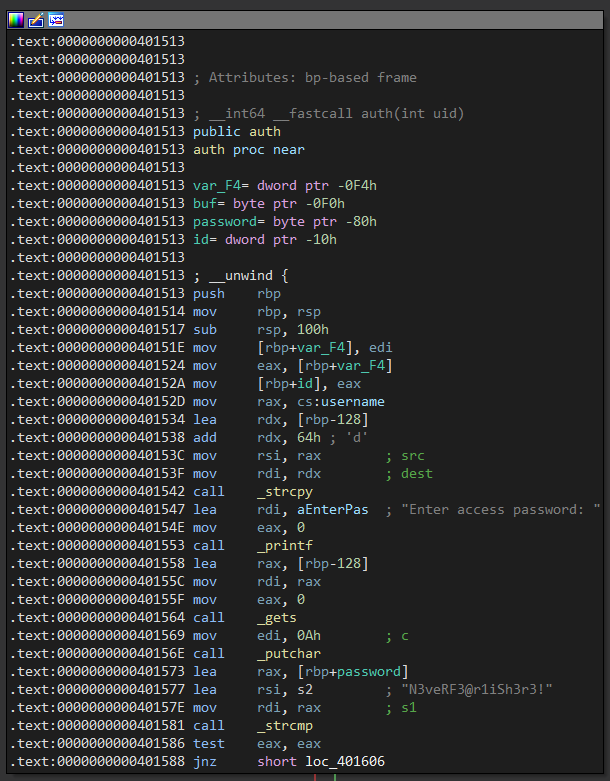 .text:0000000000401513
.text:0000000000401513
.text:0000000000401513 ; Attributes: bp-based frame
.text:0000000000401513
.text:0000000000401513 ; __int64 __fastcall auth(int uid)
.text:0000000000401513 public auth
.text:0000000000401513 auth proc near
.text:0000000000401513
.text:0000000000401513 var_F4= dword ptr -0F4h
.text:0000000000401513 buf= byte ptr -0F0h
.text:0000000000401513 password= byte ptr -80h
.text:0000000000401513 id= dword ptr -10h
.text:0000000000401513
.text:0000000000401513 ; __unwind {
.text:0000000000401513 push    rbp
.text:0000000000401514 mov     rbp, rsp
.text:0000000000401517 sub     rsp, 100h
.text:000000000040151E mov     [rbp+var_F4], edi
.text:0000000000401524 mov     eax, [rbp+var_F4]
.text:000000000040152A mov     [rbp+id], eax
.text:000000000040152D mov     rax, cs:username
.text:0000000000401534 lea     rdx, [rbp-128]
.text:0000000000401538 add     rdx, 64h ; 'd'
.text:000000000040153C mov     rsi, rax        ; src
.text:000000000040153F mov     rdi, rdx        ; dest
.text:0000000000401542 call    _strcpy
.text:0000000000401547 lea     rdi, aEnterPas  ; "Enter access password: "
.text:000000000040154E mov     eax, 0
.text:0000000000401553 call    _printf
.text:0000000000401558 lea     rax, [rbp-128]
.text:000000000040155C mov     rdi, rax
.text:000000000040155F mov     eax, 0
.text:0000000000401564 call    _gets
.text:0000000000401569 mov     edi, 0Ah        ; c
.text:000000000040156E call    _putchar
.text:0000000000401573 lea     rax, [rbp+password]
.text:0000000000401577 lea     rsi, s2         ; "N3veRF3@r1iSh3r3!"
.text:000000000040157E mov     rdi, rax        ; s1
.text:0000000000401581 call    _strcmp
.text:0000000000401586 test    eax, eax
.text:0000000000401588 jnz     short loc_401606